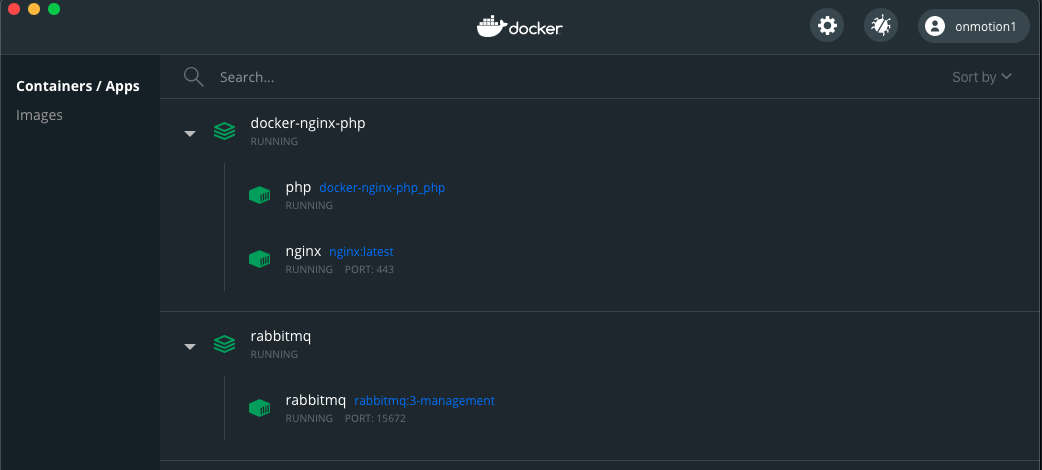 docker
onmotion1
Containers / Apps
Images
Search...
Sort by
docker-nginx-php
RUNNING
php docker-nginx-php_php
RUNNING
nginx nginx:latest
RUNNING PORT: 443
rabbitmq
RUNNING
rabbitmq rabbitmq:3-management
RUNNING PORT: 15672